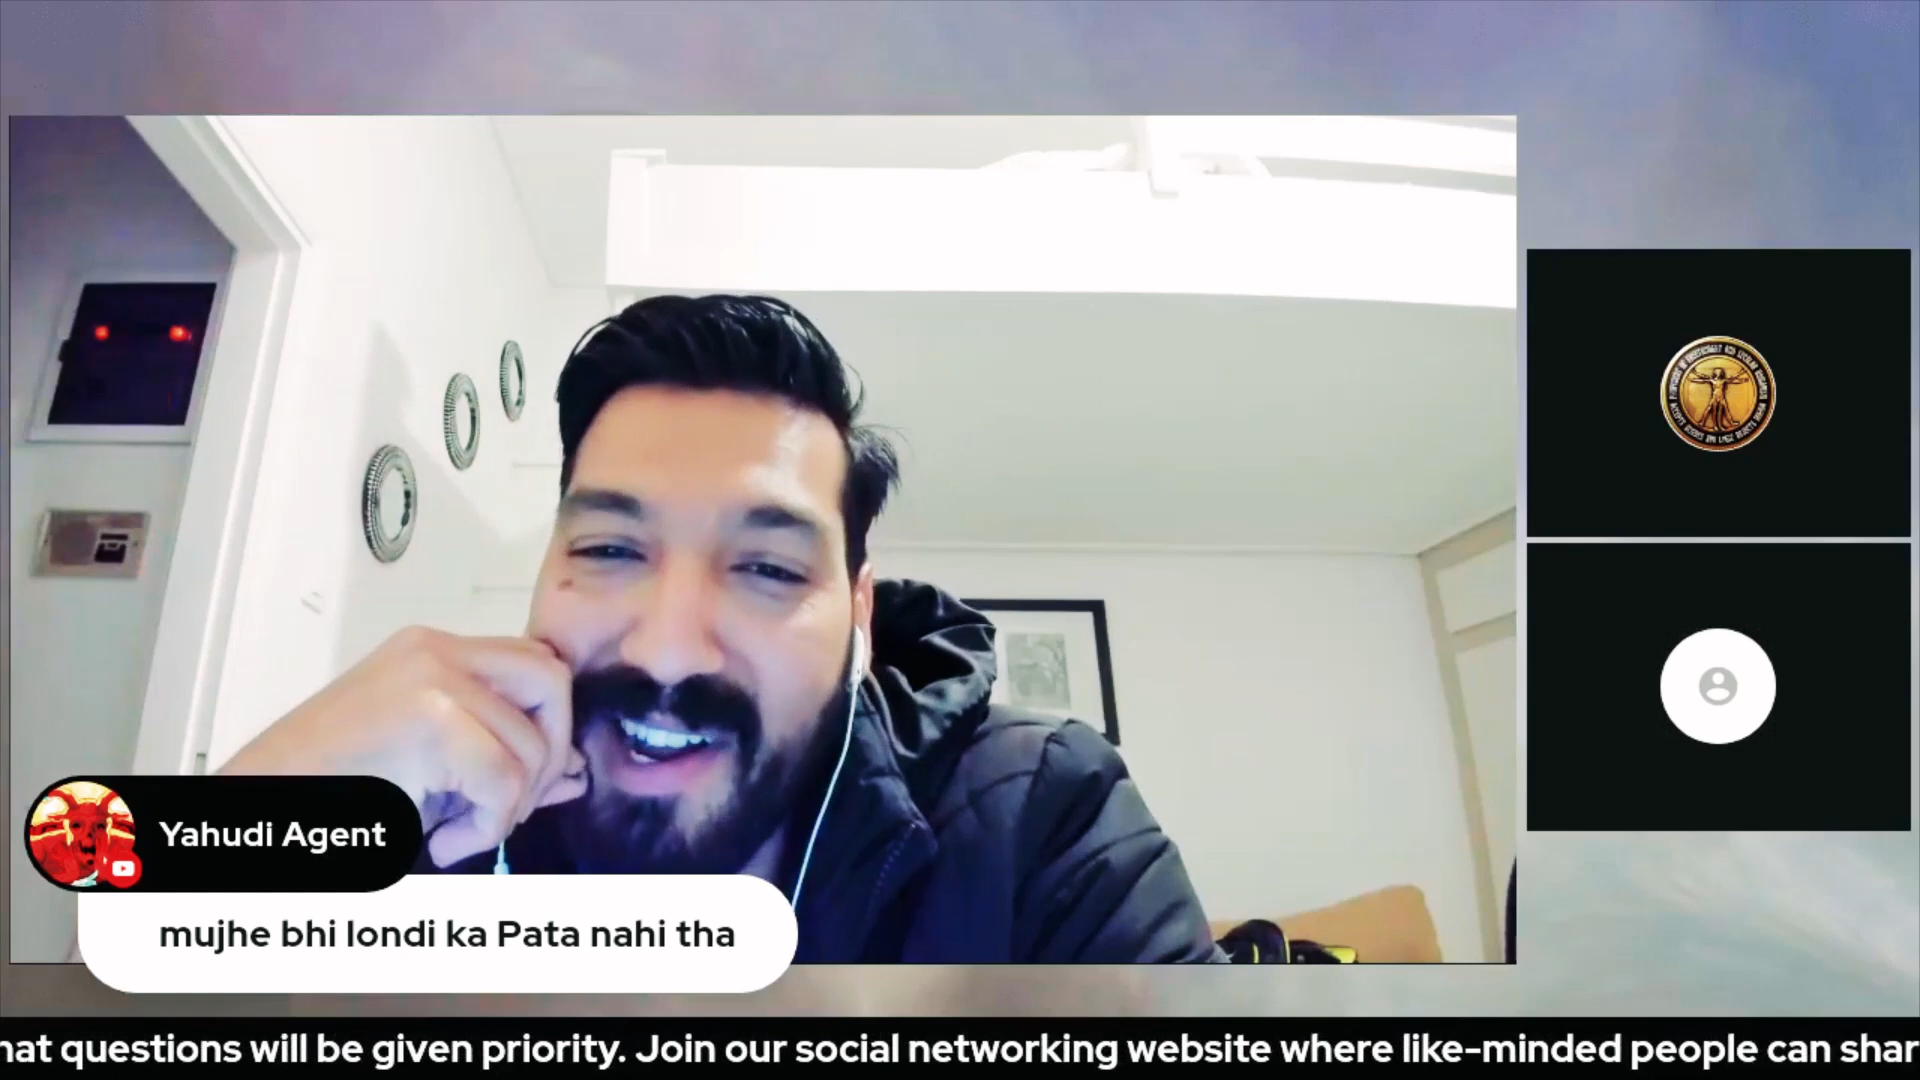 Yahudi Agent
mujhe bhi londi ka Pata nahi tha
hat questions will be given priority. Join our social networking website where like-minded people can shar